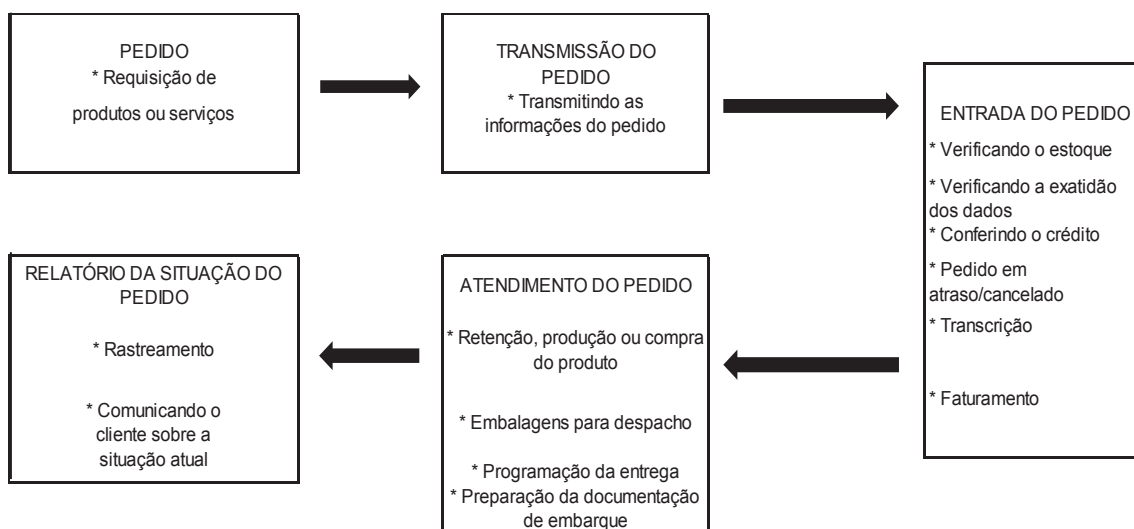 PEDIDO
* Requisição de
produtos ou serviços
TRANSMISSÃO DO
PEDIDO
* Transmitindo as
informações do pedido
ENTRADA DO PEDIDO
* Verificando o estoque
* Verificando a exatidão
dos dados
* Conferindo o crédito
* Pedido em
atraso/cancelado
* Transcrição
* Faturamento
ATENDIMENTO DO PEDIDO
* Retenção, produção ou compra
do produto
* Embalagens para despacho
* Programação da entrega
* Preparação da documentação
de embarque
RELATÓRIO DA SITUAÇÃO DO
PEDIDO
* Rastreamento
* Comunicando o
cliente sobre a
situação atual